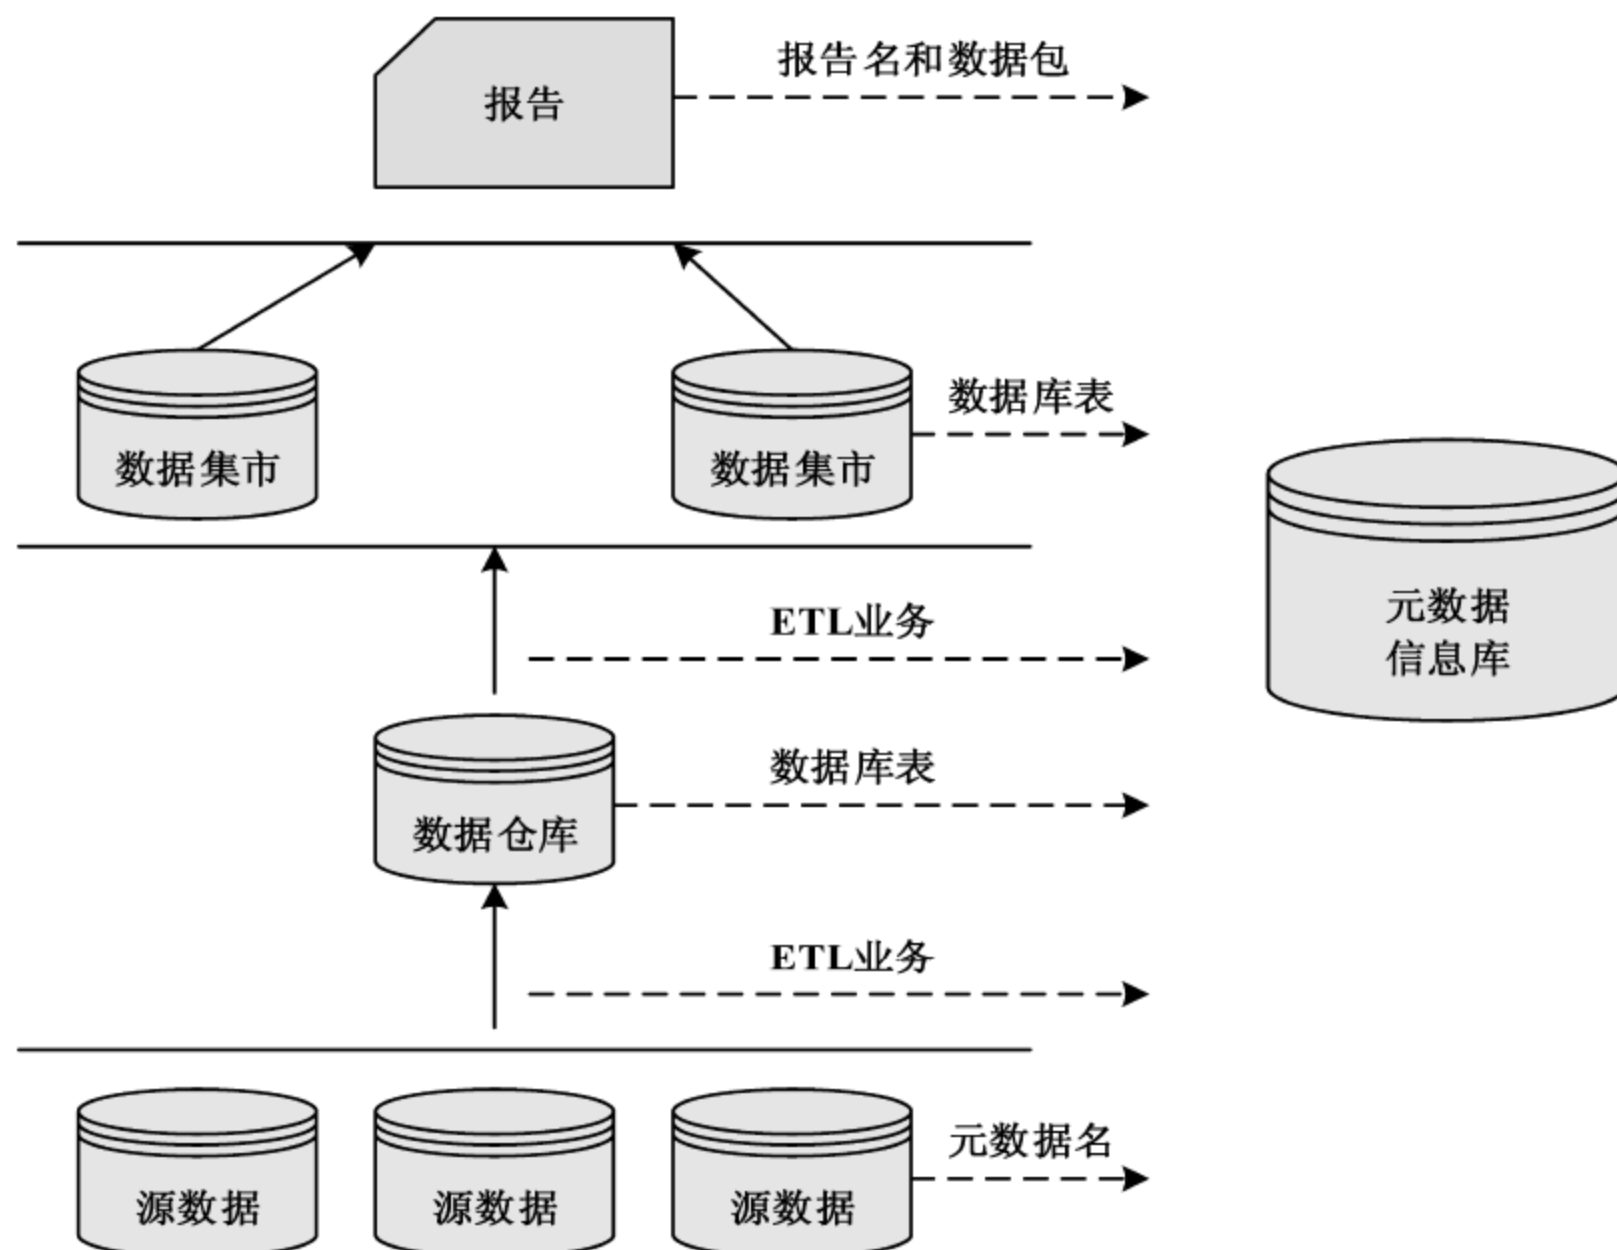 报告名和数据包
报告
数据库表
数据集市
数据集市
元数据
信息库
ETL业务
数据库表
数据仓库
ETL业务
元数据名
源数据
源数据
源数据